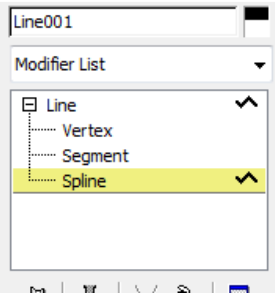 Line001
Modifier List
Line
Vertex
Segment
Spline